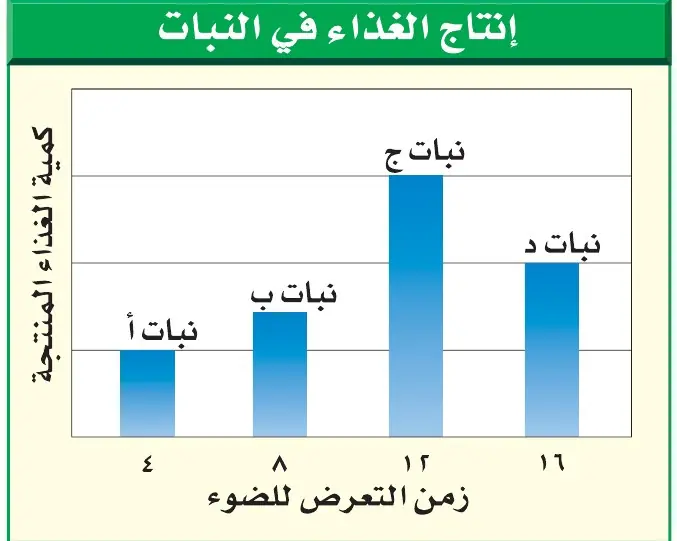 إنتاج الغذاء في النبات
كمية الغذاء المنتجة
نبات ج
نبات د
نبات ب
نبات أ
٤ ٨ ١٢ ١٦
زمن التعرض للضوء